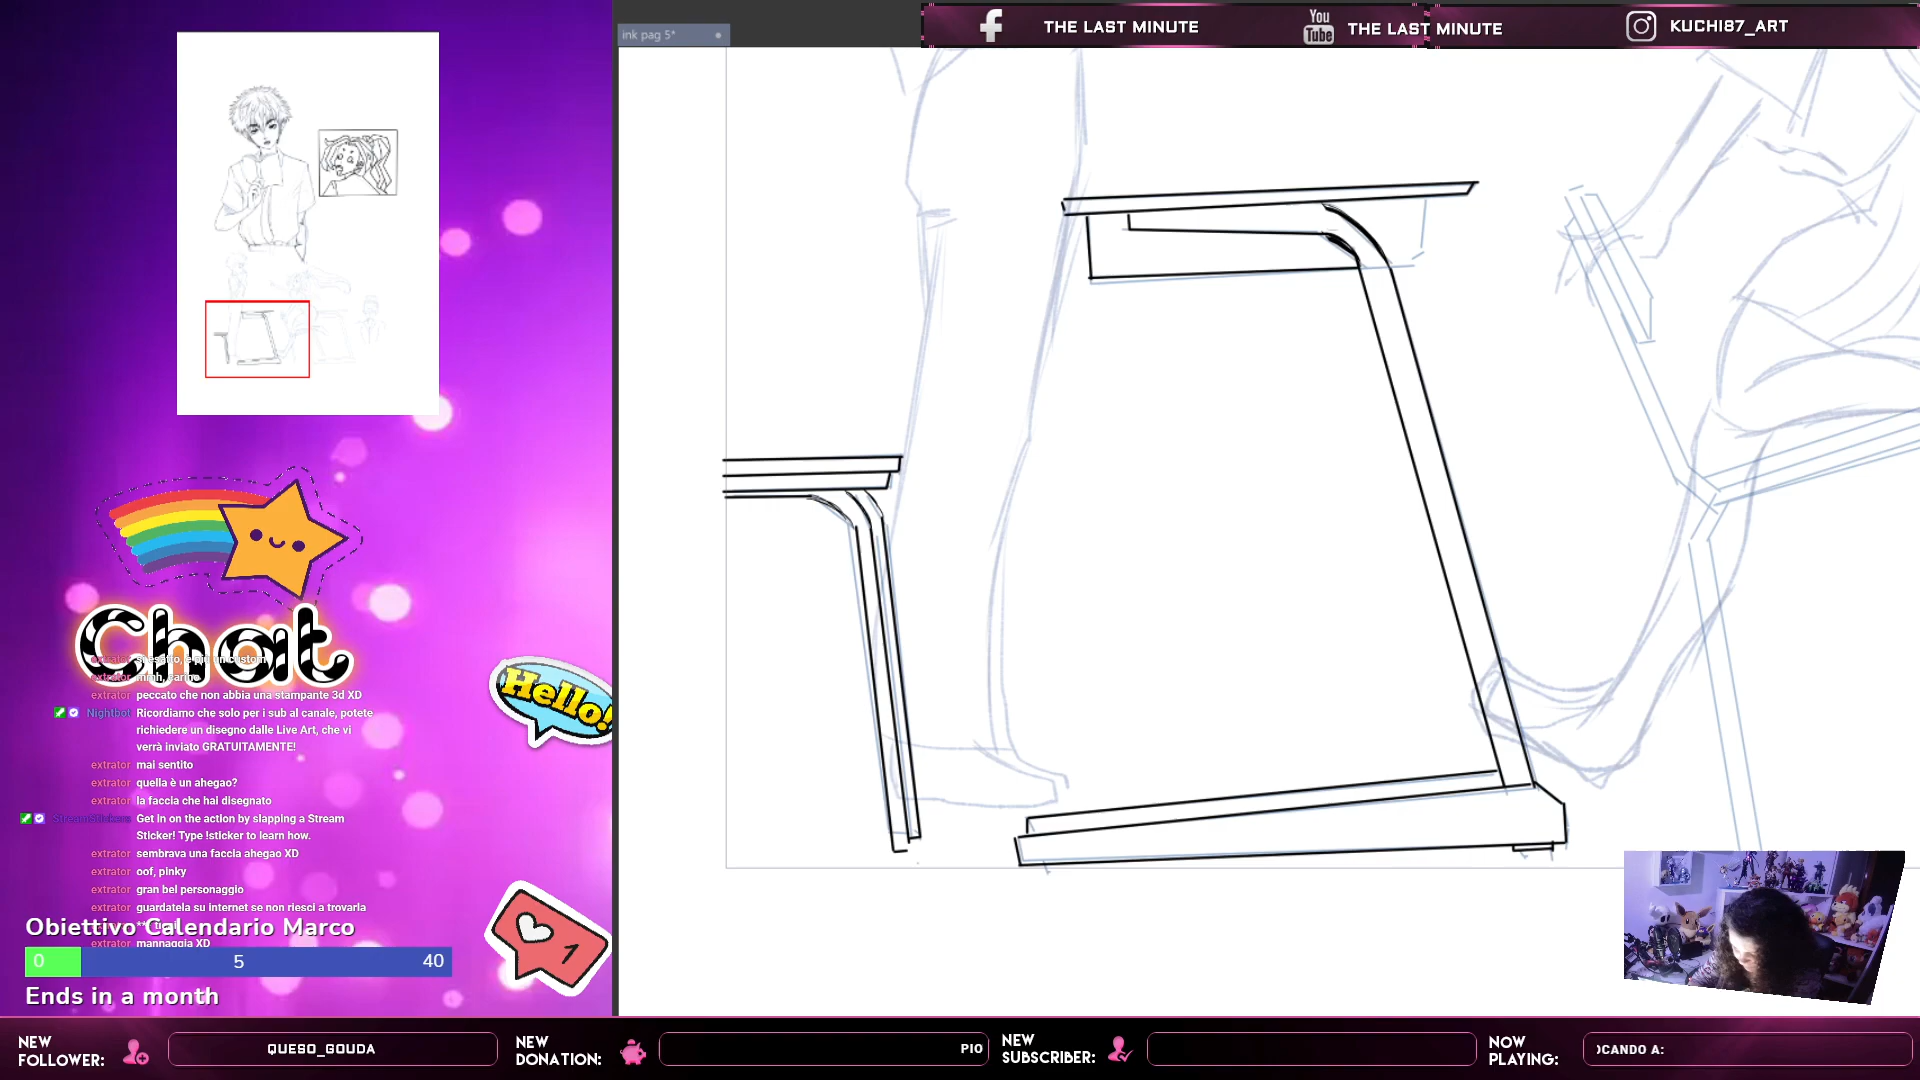 ink pag 5*
THE LAST MINUTE
You
Tube
THE LAST MINUTE
KUCHI87_ART
Chat
extrator
extrator
extrator peccato che non abbia una stampante 3d XD
Nightbot Ricordiamo che solo per i sub al canale, potete
richiedere un disegno dalle Live Art, che vi
verrà inviato GRATUITAMENTE!
extrator mai sentito
extrator quella è un ahegao?
extrator la faccia che hai disegnato
StreamStickers Get in on the action by slapping a Stream
Sticker! Type !sticker to learn how.
extrator sembrava una faccia ahegao XD
extrator oof, pinky
extrator gran bel personaggio
extrator guardatela su internet se non riesci a trovarla
extrator mannaggia XD
Hello!
1
Obiettivo Calendario Marco
0 5 40
Ends in a month
NEW
FOLLOWER:
QUESO_GOUDA
NEW
DONATION:
PIO
NEW
SUBSCRIBER:
NOW
PLAYING:
OCANDO A: